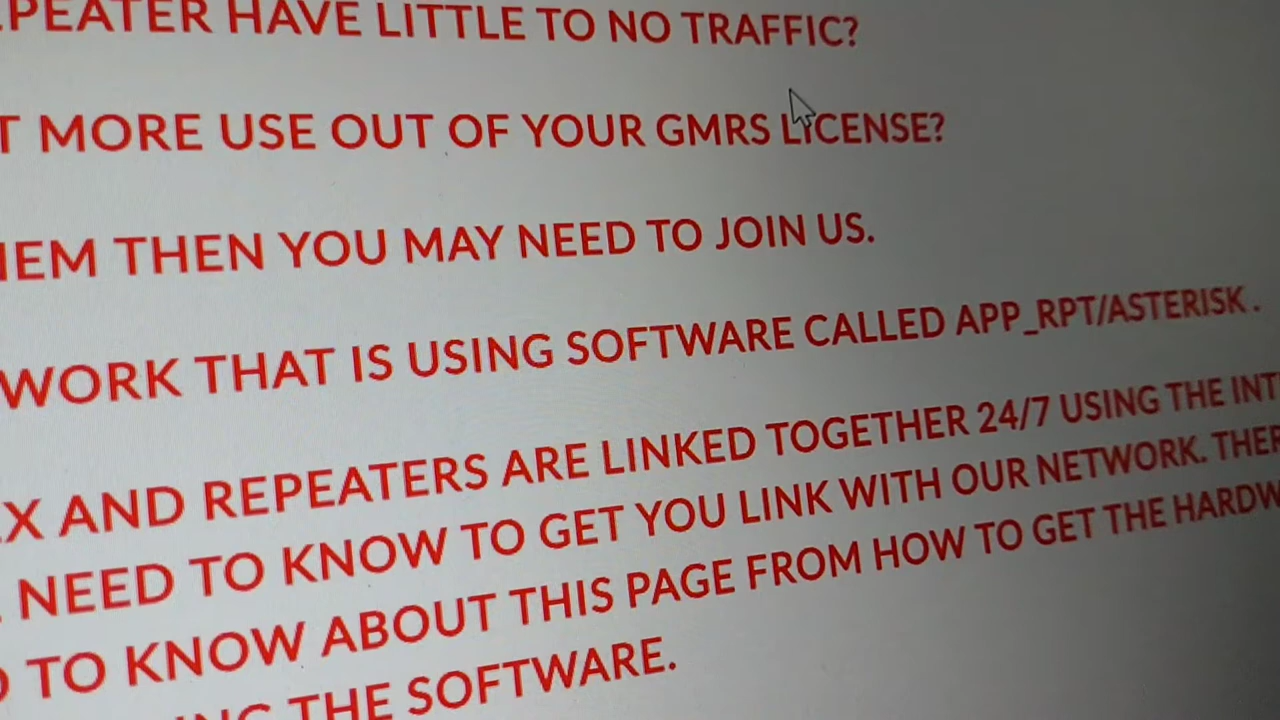 REPEATER HAVE LITTLE TO NO TRAFFIC?
MORE USE OUT OF YOUR GMRS LICENSE?
THEN YOU MAY NEED TO JOIN US.
WORK THAT IS USING SOFTWARE CALLED APP_RPT/ASTERISK.
AND REPEATERS ARE LINKED TOGETHER 24/7 USING THE INT
NEED TO KNOW TO GET YOU LINK WITH OUR NETWORK.
TO KNOW ABOUT THIS PAGE FROM HOW TO GET THE HARDW
THE SOFTWARE.